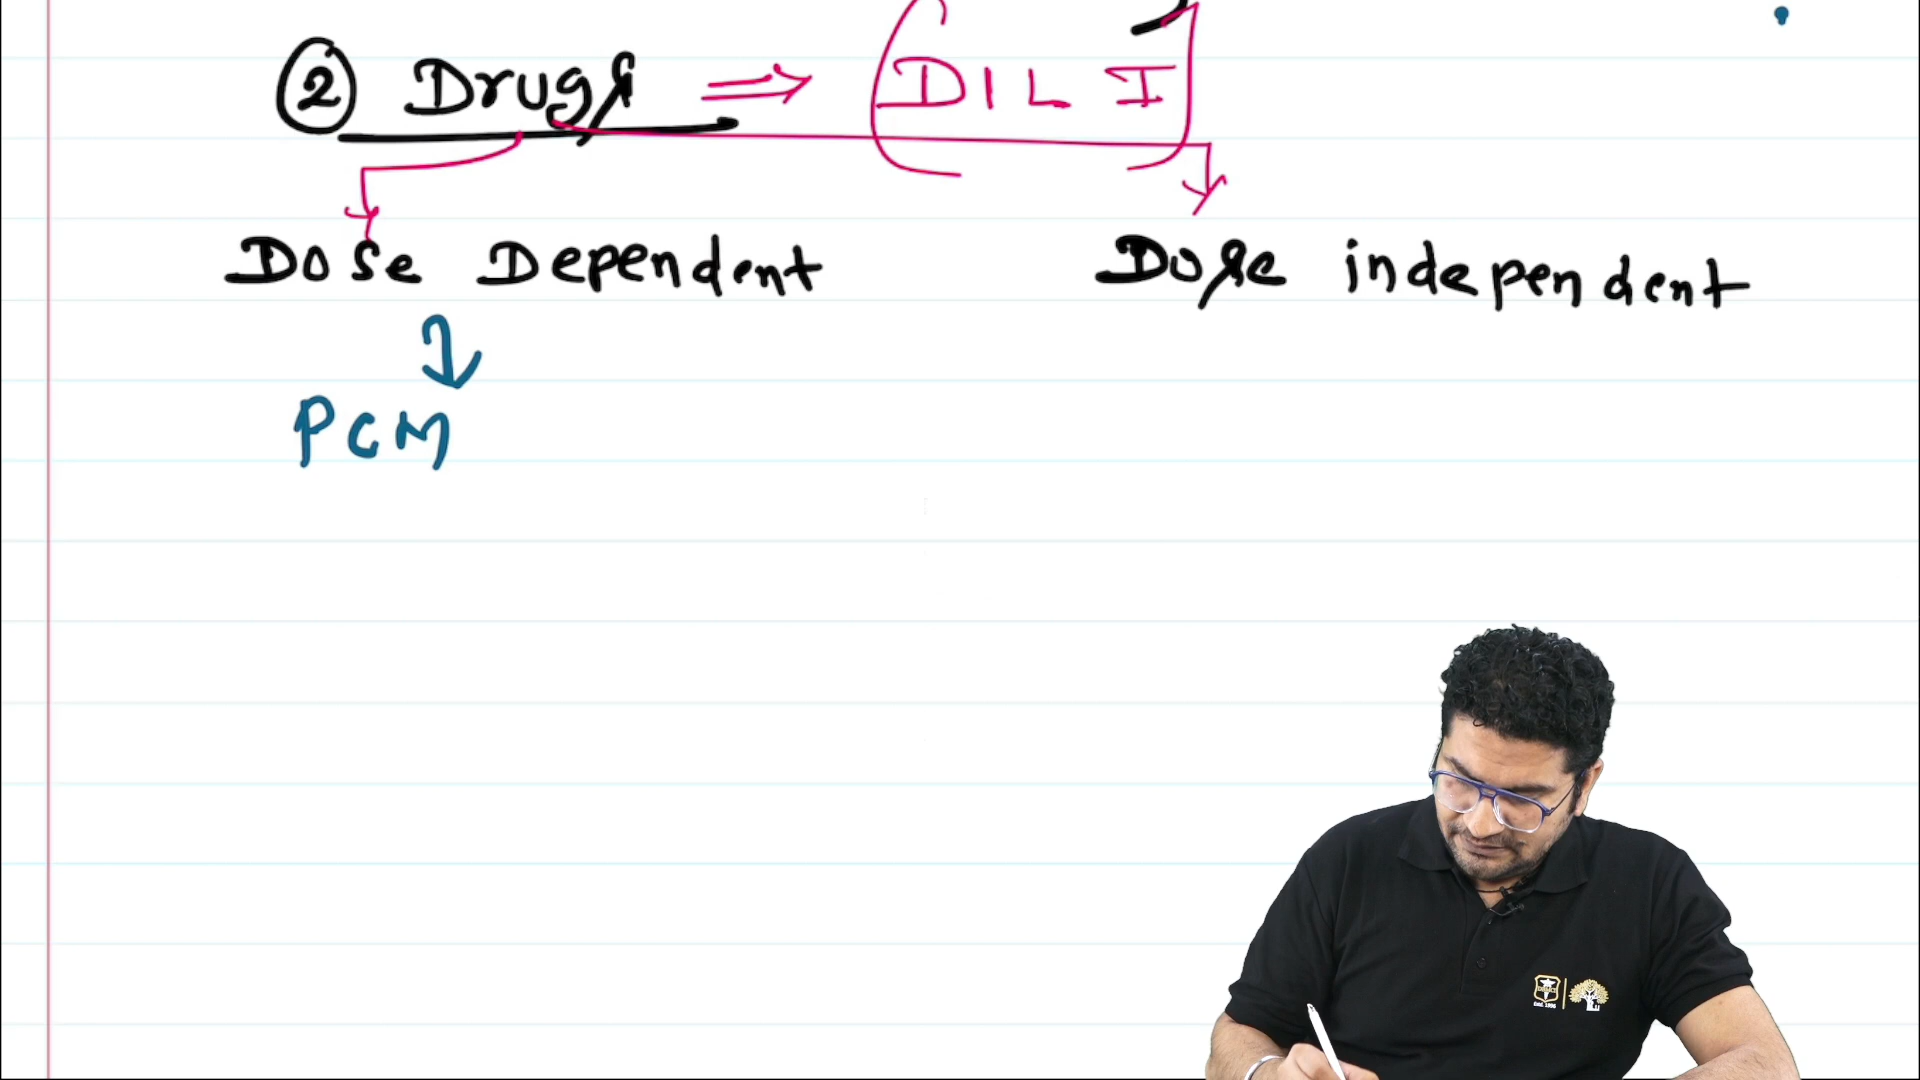 ② Drugs ⇒ DILI
Dose Dependent
Dose independent
↓
PCM